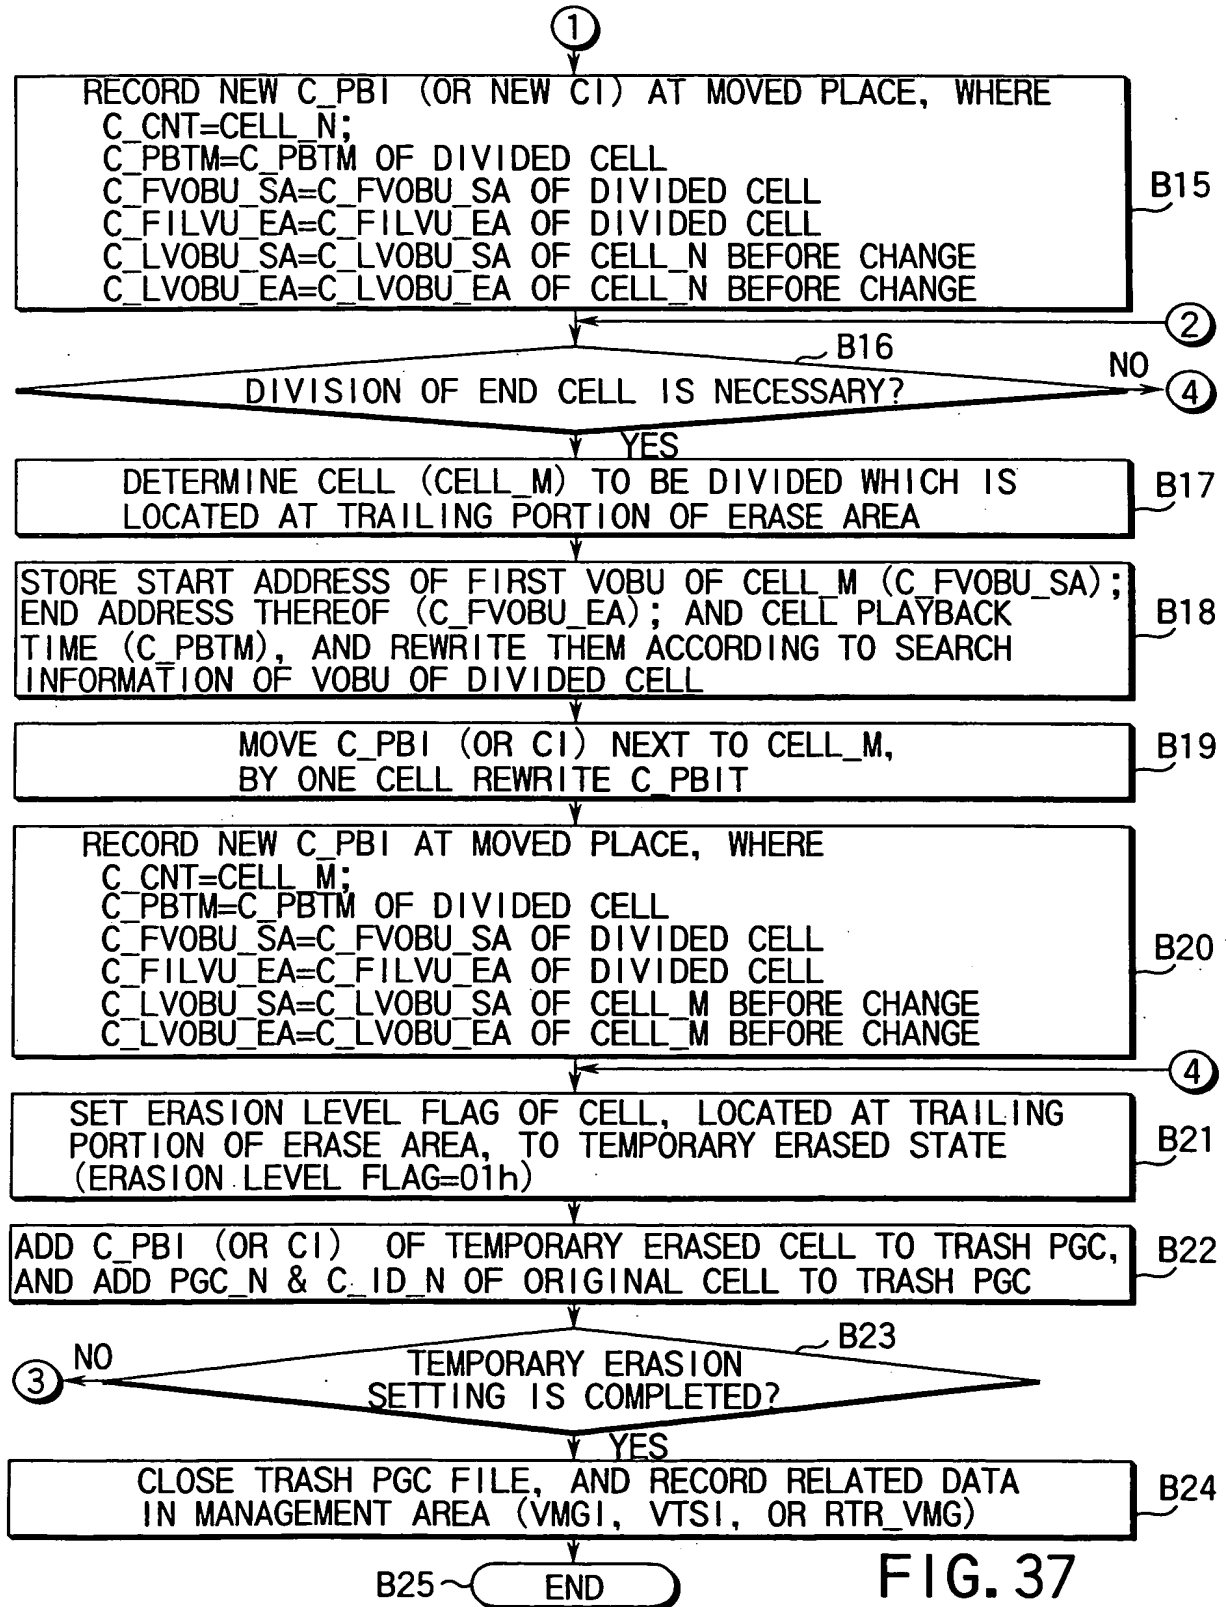 1
RECORD NEW C_PBI (OR NEW CI) AT MOVED PLACE, WHERE
C_CNT=CELL_N;
C_PBTM=C_PBTM OF DIVIDED CELL
C_FVOBU_SA=C_FVOBU_SA OF DIVIDED CELL
C_FILVU_EA=C_FILVU_EA OF DIVIDED CELL
C_LVOBU_SA=C_LVOBU_SA OF CELL_N BEFORE CHANGE
C_LVOBU_EA=C_LVOBU_EA OF CELL_N BEFORE CHANGE
B15
2
B16
DIVISION OF END CELL IS NECESSARY?
NO
4
YES
DETERMINE CELL (CELL_M) TO BE DIVIDED WHICH IS
LOCATED AT TRAILING PORTION OF ERASE AREA
B17
STORE START ADDRESS OF FIRST VOBU OF CELL_M (C_FVOBU_SA);
END ADDRESS THEREOF (C_FVOBU_EA); AND CELL PLAYBACK
TIME (C_PBTM), AND REWRITE THEM ACCORDING TO SEARCH
INFORMATION OF VOBU OF DIVIDED CELL
B18
MOVE C_PBI (OR CI) NEXT TO CELL_M,
BY ONE CELL REWRITE C_PBIT
B19
RECORD NEW C_PBI AT MOVED PLACE, WHERE
C_CNT=CELL_M;
C_PBTM=C_PBTM OF DIVIDED CELL
C_FVOBU_SA=C_FVOBU_SA OF DIVIDED CELL
C_FILVU_EA=C_FILVU_EA OF DIVIDED CELL
C_LVOBU_SA=C_LVOBU_SA OF CELL_M BEFORE CHANGE
C_LVOBU_EA=C_LVOBU_EA OF CELL_M BEFORE CHANGE
B20
4
SET ERASION LEVEL FLAG OF CELL, LOCATED AT TRAILING
PORTION OF ERASE AREA, TO TEMPORARY ERASED STATE
(ERASION LEVEL FLAG=01h)
B21
ADD C_PBI (OR CI) OF TEMPORARY ERASED CELL TO TRASH PGC,
AND ADD PGC_N & C_ID_N OF ORIGINAL CELL TO TRASH PGC
B22
B23
NO
3
TEMPORARY ERASION
SETTING IS COMPLETED?
YES
CLOSE TRASH PGC FILE, AND RECORD RELATED DATA
IN MANAGEMENT AREA (VMGI, VTSI, OR RTR_VMG)
B24
B25
END
FIG. 37